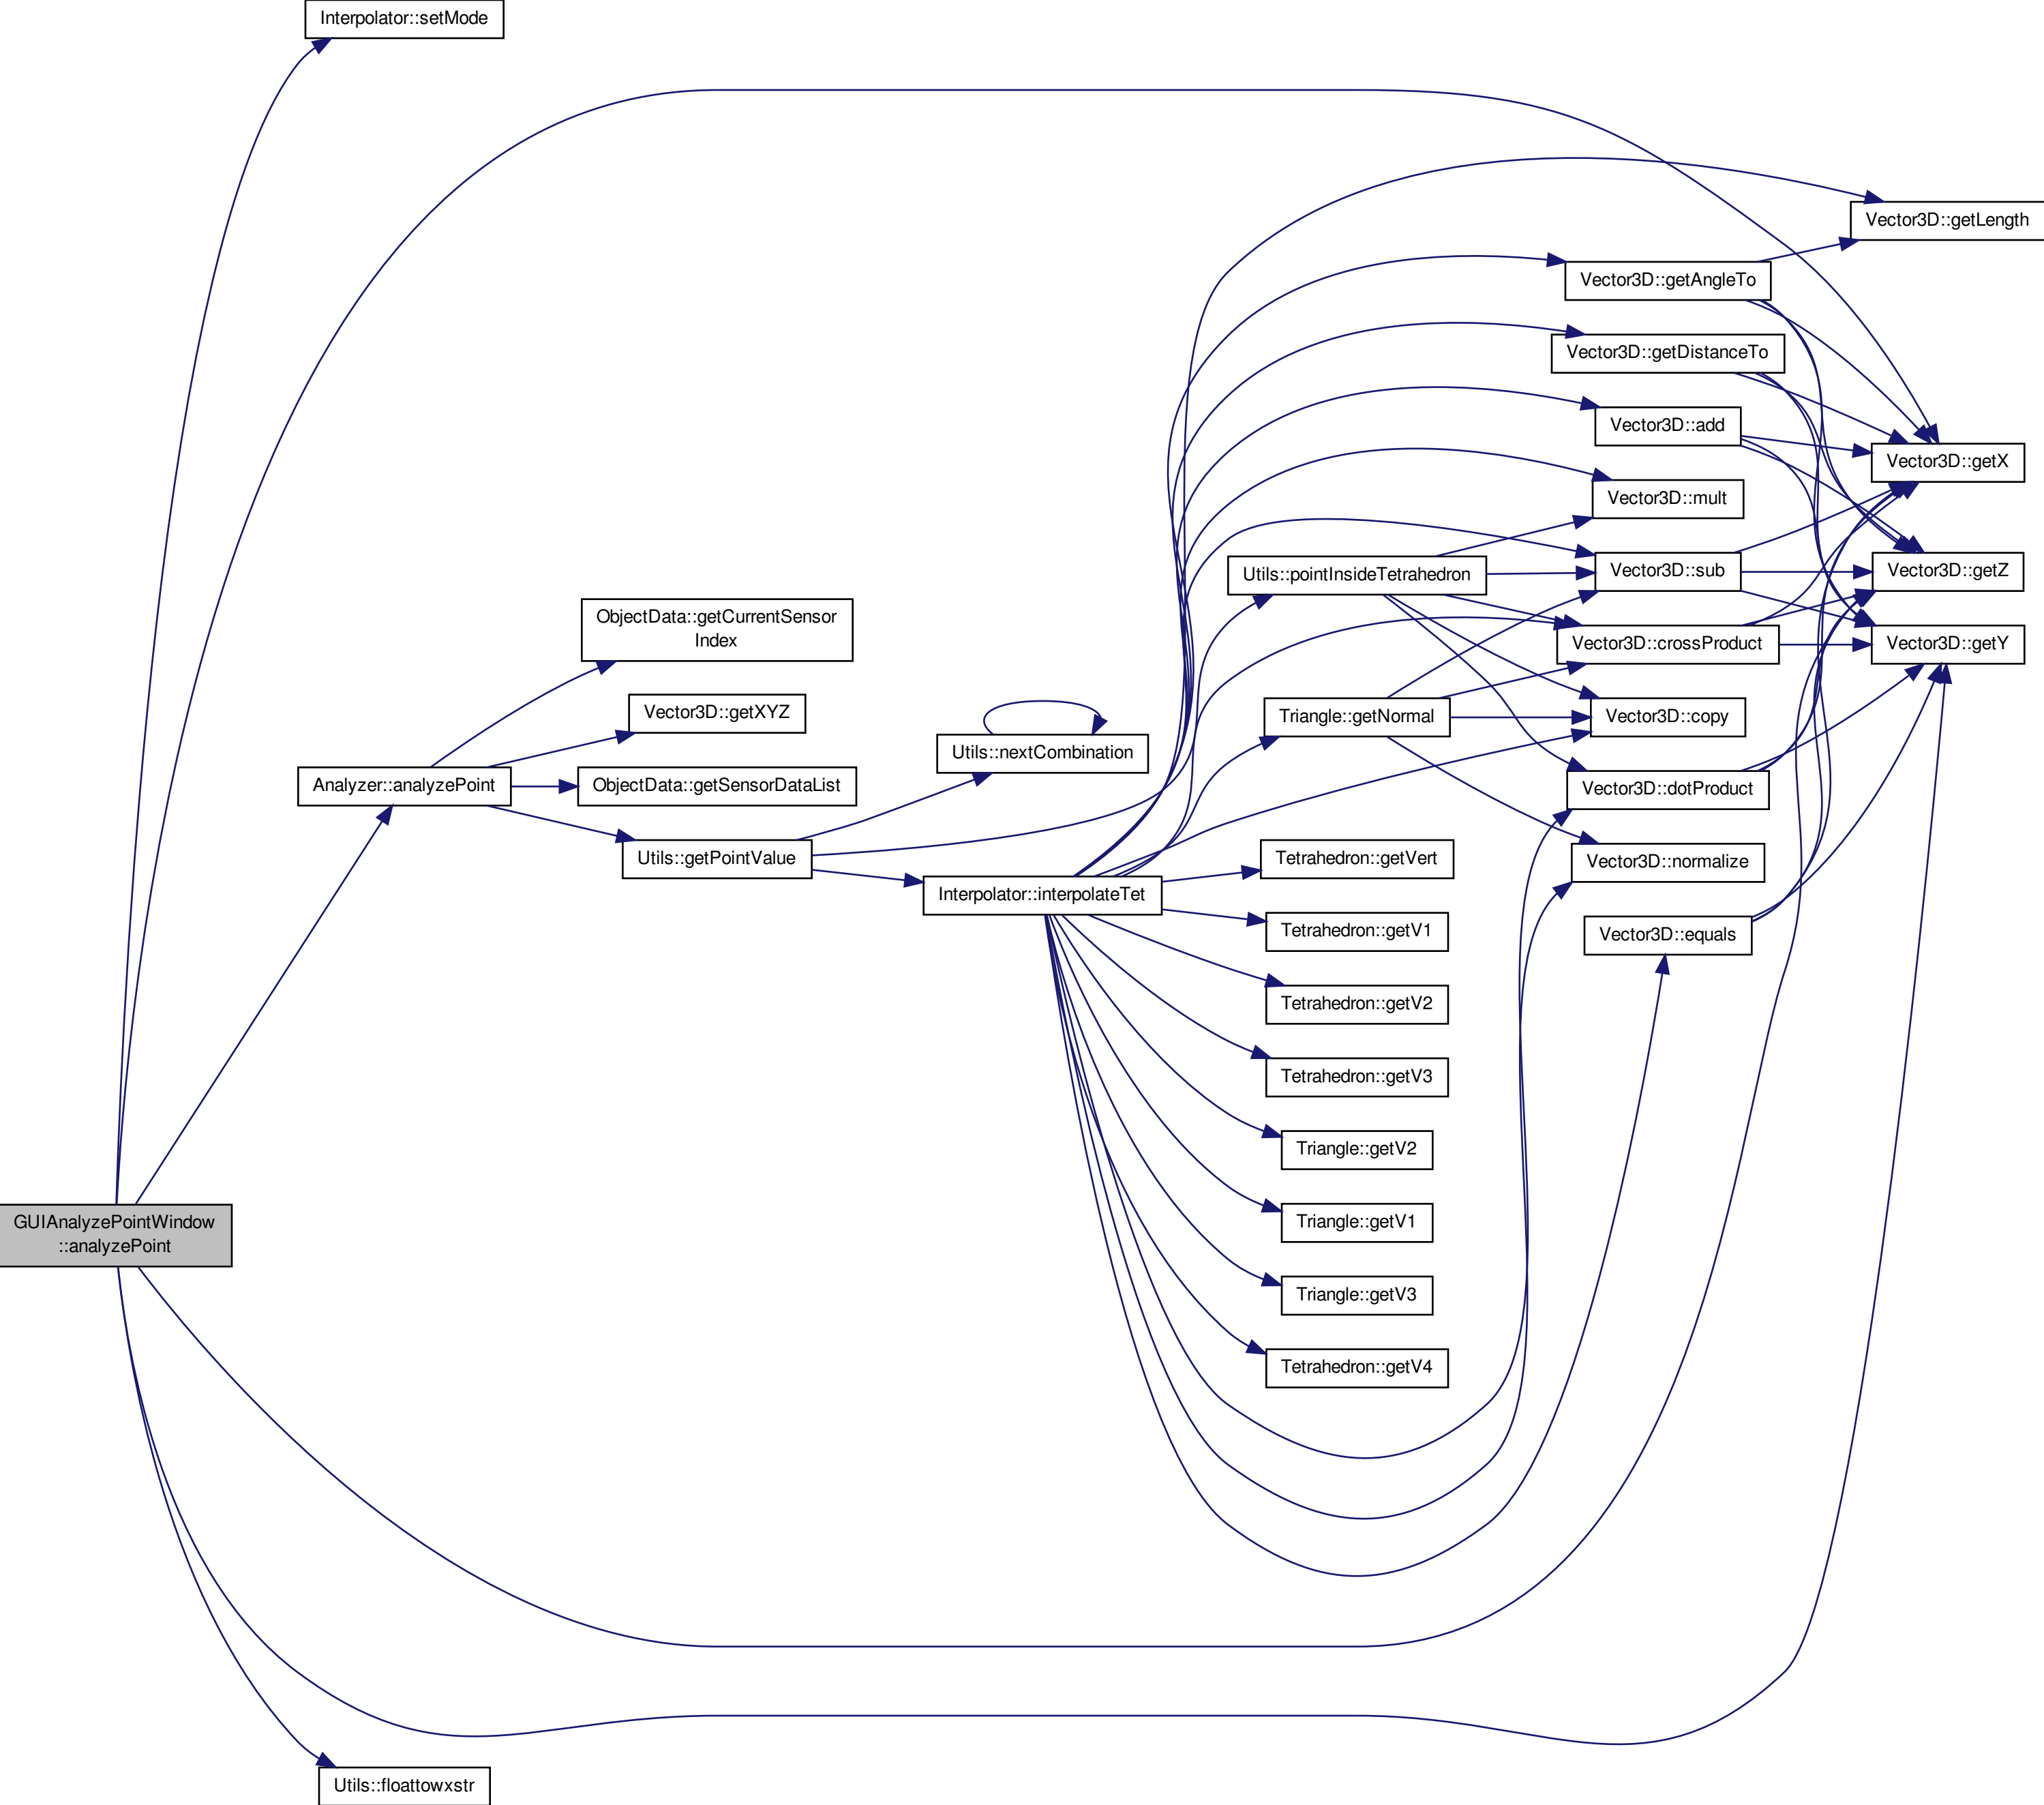 Interpolator::setMode
Vector3D::getLength
Vector3D::getAngleTo
Vector3D::getDistanceTo
Vector3D::add
Vector3D::getX
Vector3D::mult
Utils::pointInsideTetrahedron
Vector3D::sub
Vector3D::getZ
ObjectData::getCurrentSensor
Index
Vector3D::crossProduct
Vector3D::getY
Vector3D::getXYZ
Triangle::getNormal
Vector3D::copy
Utils::nextCombination
Analyzer::analyzePoint
ObjectData::getSensorDataList
Vector3D::dotProduct
Utils::getPointValue
Tetrahedron::getVert
Vector3D::normalize
Interpolator::interpolateTet
Tetrahedron::getV1
Vector3D::equals
Tetrahedron::getV2
Tetrahedron::getV3
Triangle::getV2
Triangle::getV1
GUIAnalyzePointWindow
::analyzePoint
Triangle::getV3
Tetrahedron::getV4
Utils::floattowxstr